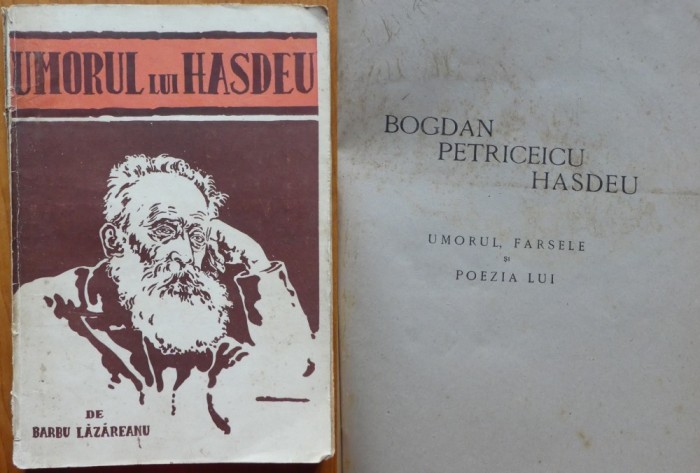 UMORUL LUI HASDEU
DE
BARBU LĂZĂREANU
BOGDAN
PETRICEICU
HASDEU
UMORUL, FARSELE
ȘI
POEZIA LUI